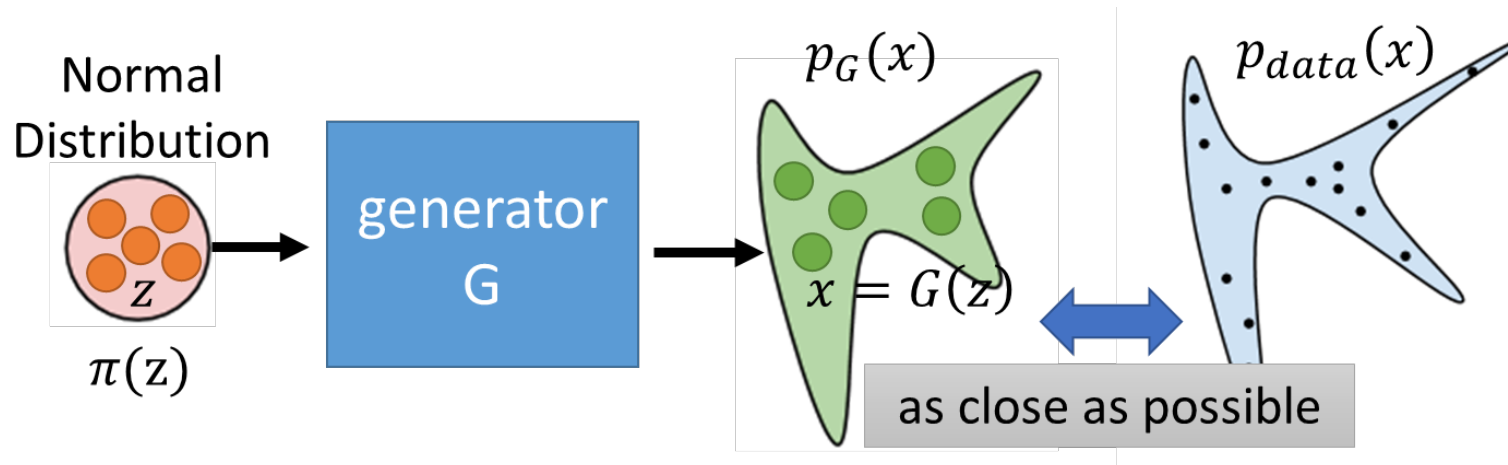 Normal
Distribution
z
π(z)
generator
G
p_G(x)
x = G(z)
p_data(x)
as close as possible